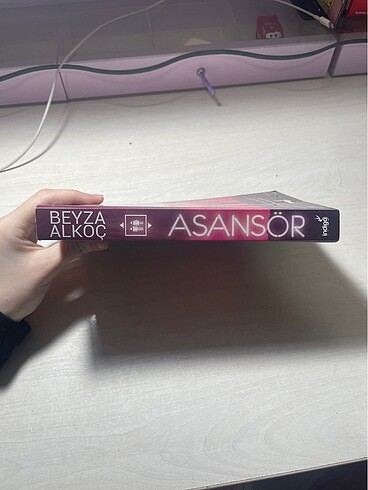 BEYZA
ALKOÇ
ASANSÖR
indigo